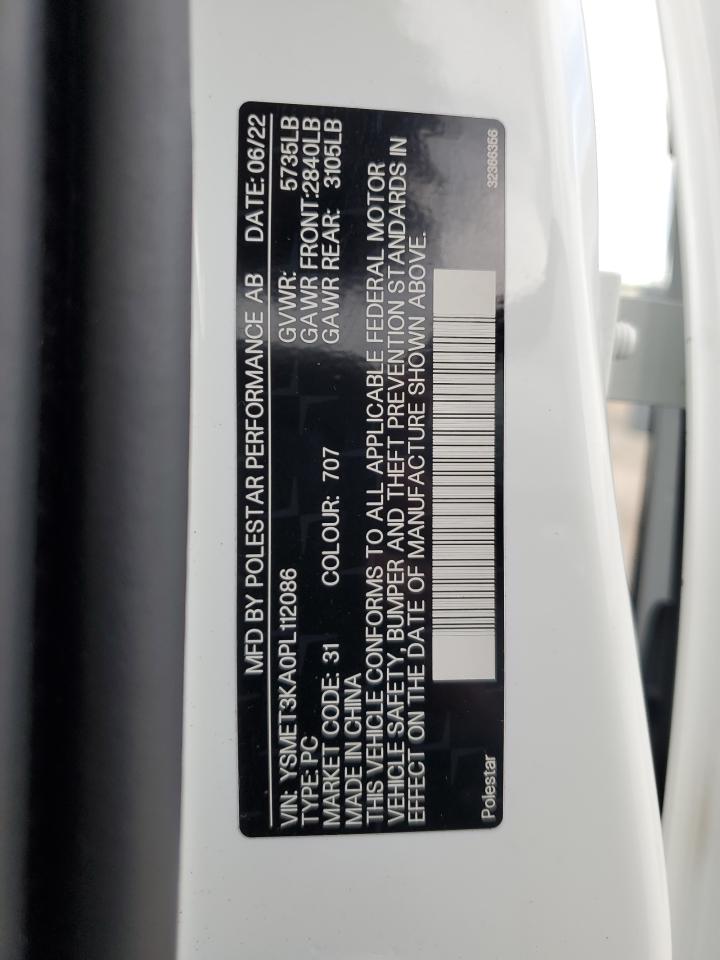 MFD BY POLESTAR PERFORMANCE AB DATE: 06/22
VIN: YSMET3KA0PL112086 GVWR: 5735LB
TYPE: PC GAWR FRONT:2840LB
MARKET CODE: 31 COLOUR: 707 GAWR REAR: 3105LB
MADE IN CHINA
THIS VEHICLE CONFORMS TO ALL APPLICABLE FEDERAL MOTOR
VEHICLE SAFETY, BUMPER AND THEFT PREVENTION STANDARDS IN
EFFECT ON THE DATE OF MANUFACTURE SHOWN ABOVE.
Polestar 32366366